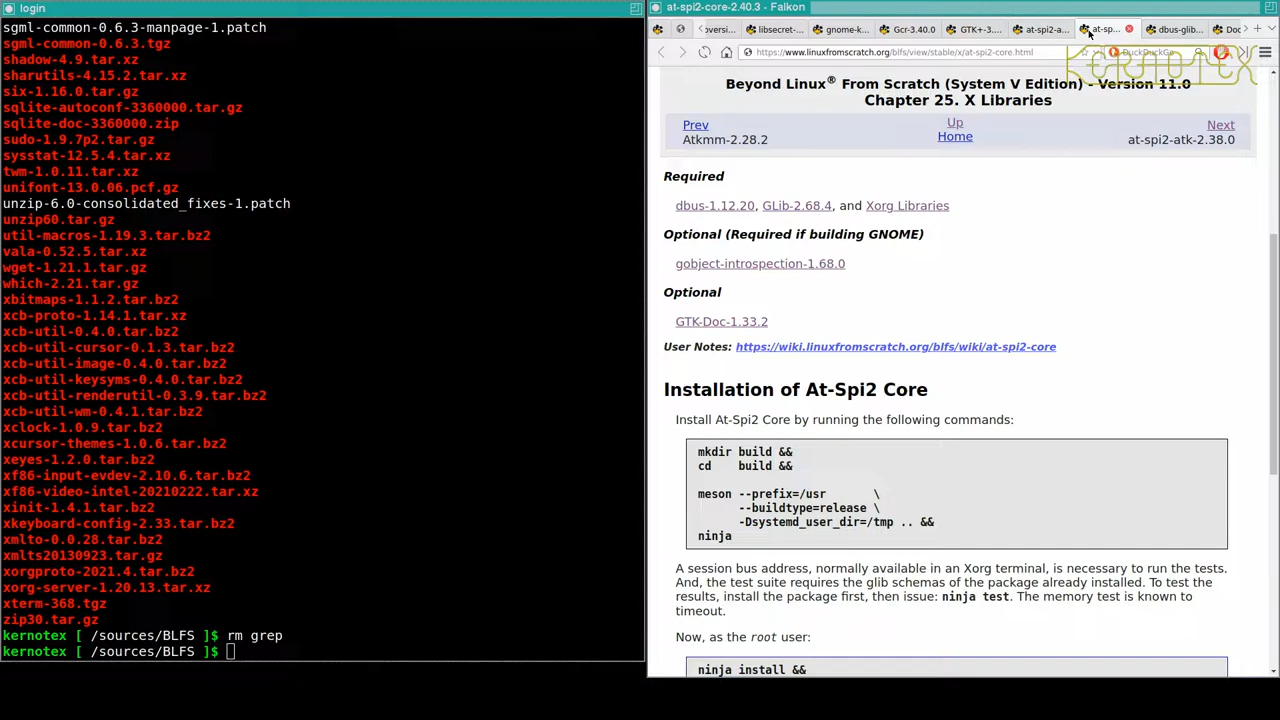 login
sgml-common-0.6.3-manpage-1.patch
sgml-common-0.6.3.tgz
shadow-4.9.tar.xz
sharutils-4.15.2.tar.xz
six-1.16.0.tar.gz
sqlite-autoconf-3360000.tar.gz
sqlite-doc-3360000.zip
sudo-1.9.7p2.tar.gz
sysstat-12.5.4.tar.xz
twm-1.0.11.tar.xz
unifont-13.0.06.pcf.gz
unzip-6.0-consolidated_fixes-1.patch
unzip60.tar.gz
util-macros-1.19.3.tar.bz2
vala-0.52.5.tar.xz
wget-1.21.1.tar.gz
which-2.21.tar.gz
xbitmaps-1.1.2.tar.bz2
xcb-proto-1.14.1.tar.xz
xcb-util-0.4.0.tar.bz2
xcb-util-cursor-0.1.3.tar.bz2
xcb-util-image-0.4.0.tar.bz2
xcb-util-keysyms-0.4.0.tar.bz2
xcb-util-renderutil-0.3.9.tar.bz2
xcb-util-wm-0.4.1.tar.bz2
xclock-1.0.9.tar.bz2
xcursor-themes-1.0.6.tar.bz2
xeyes-1.2.0.tar.bz2
xf86-input-evdev-2.10.6.tar.bz2
xf86-video-intel-20210222.tar.xz
xinit-1.4.1.tar.bz2
xkeyboard-config-2.33.tar.bz2
xmlto-0.0.28.tar.bz2
xmlts20130923.tar.gz
xorgproto-2021.4.tar.bz2
xorg-server-1.20.13.tar.xz
xterm-368.tgz
zip30.tar.gz
kernotex [ /sources/BLFS ]$ rm grep
kernotex [ /sources/BLFS ]$
at-spi2-core-2.40.3 - Falkon
oversi... libsecret-... gnome-k... Gcr-3.40.0 GTK+-3.... at-spi2-a... at-sp... dbus-glib... Doc
https://www.linuxfromscratch.org/blfs/view/stable/x/at-spi2-core.html DuckDuckGo
KERNOTEX
Beyond Linux® From Scratch (System V Edition) - Version 11.0
Chapter 25. X Libraries
Prev Up Next
Atkmm-2.28.2 Home at-spi2-atk-2.38.0
Required
dbus-1.12.20, GLib-2.68.4, and Xorg Libraries
Optional (Required if building GNOME)
gobject-introspection-1.68.0
Optional
GTK-Doc-1.33.2
User Notes: https://wiki.linuxfromscratch.org/blfs/wiki/at-spi2-core
Installation of At-Spi2 Core
Install At-Spi2 Core by running the following commands:
mkdir build &&
cd    build &&
meson --prefix=/usr       \
      --buildtype=release \
      -Dsystemd_user_dir=/tmp .. &&
ninja
A session bus address, normally available in an Xorg terminal, is necessary to run the tests.
And, the test suite requires the glib schemas of the package already installed. To test the
results, install the package first, then issue: ninja test. The memory test is known to
timeout.
Now, as the root user:
ninja install &&